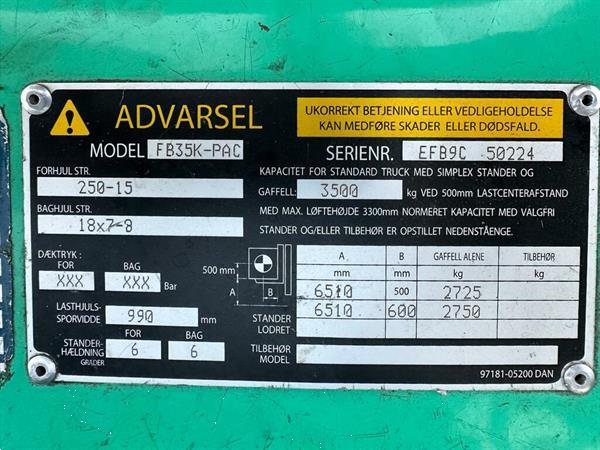 ADVARSEL
UKORREKT BETJENING ELLER VEDLIGEHOLDELSE
KAN MEDFØRE SKADER ELLER DØDSFALD.
MODEL FB35K-PAC
SERIENR. EFB9C 50224
FORHJUL STR.
250-15
KAPACITET FOR STANDARD TRUCK MED SIMPLEX STANDER OG
GAFFELL: 3500 kg VED 500mm LASTCENTERAFSTAND
BAGHJUL STR.
18x7-8
MED MAX. LØFTEHØJDE 3300mm NORMERET KAPACITET MED VALGFRI
STANDER OG/ELLER TILBEHØR ER OPSTILLET NEDENSTÅENGE.
DÆKTRYK :
FOR BAG
XXX XXX Bar
500 mm
A
B
A B GAFFELL ALENE TILBEHØR
mm mm kg kg
6510 500 2725
6510 600 2750
LASTHJULS-
SPORVIDDE 990 mm
STANDER
LODRET
FOR BAG
STANDER-
HÆLDNING 6 6
GRADER
TILBEHØR
MODEL
97181-05200 DAN